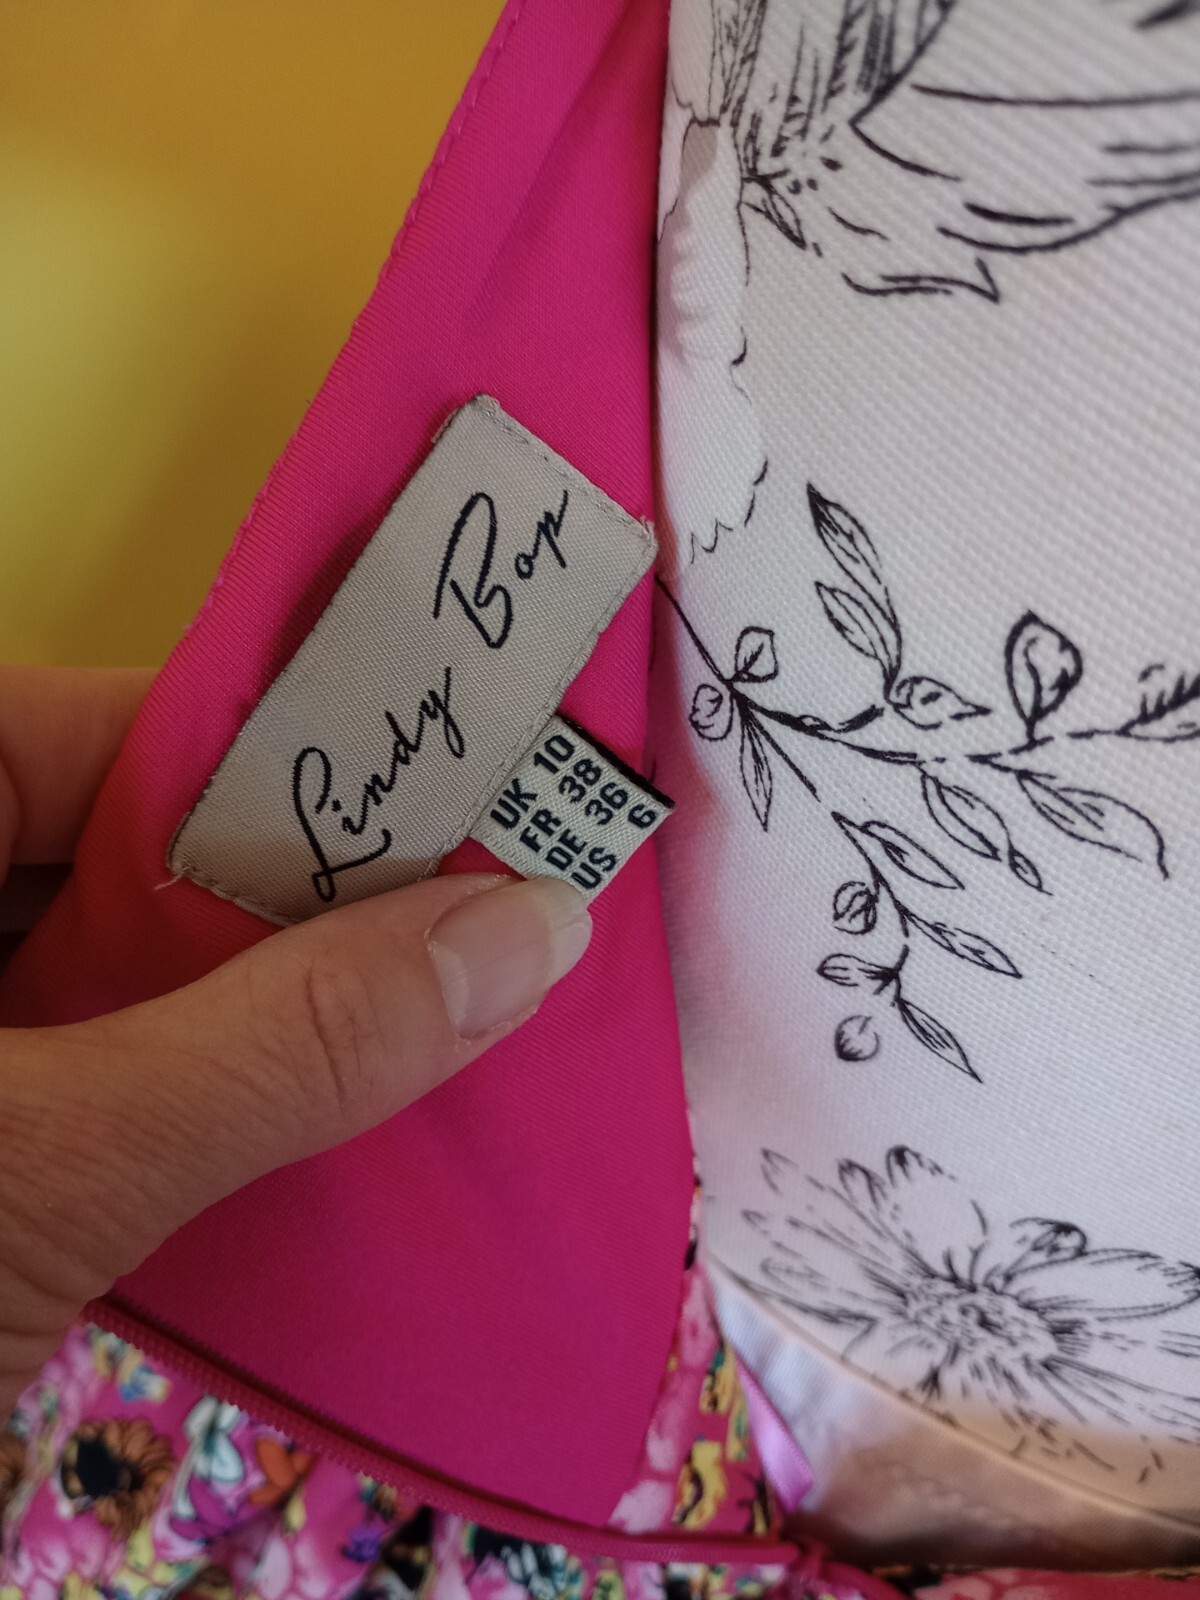 Lindy Bop
UK 10
FR 38
DE 36
US 6